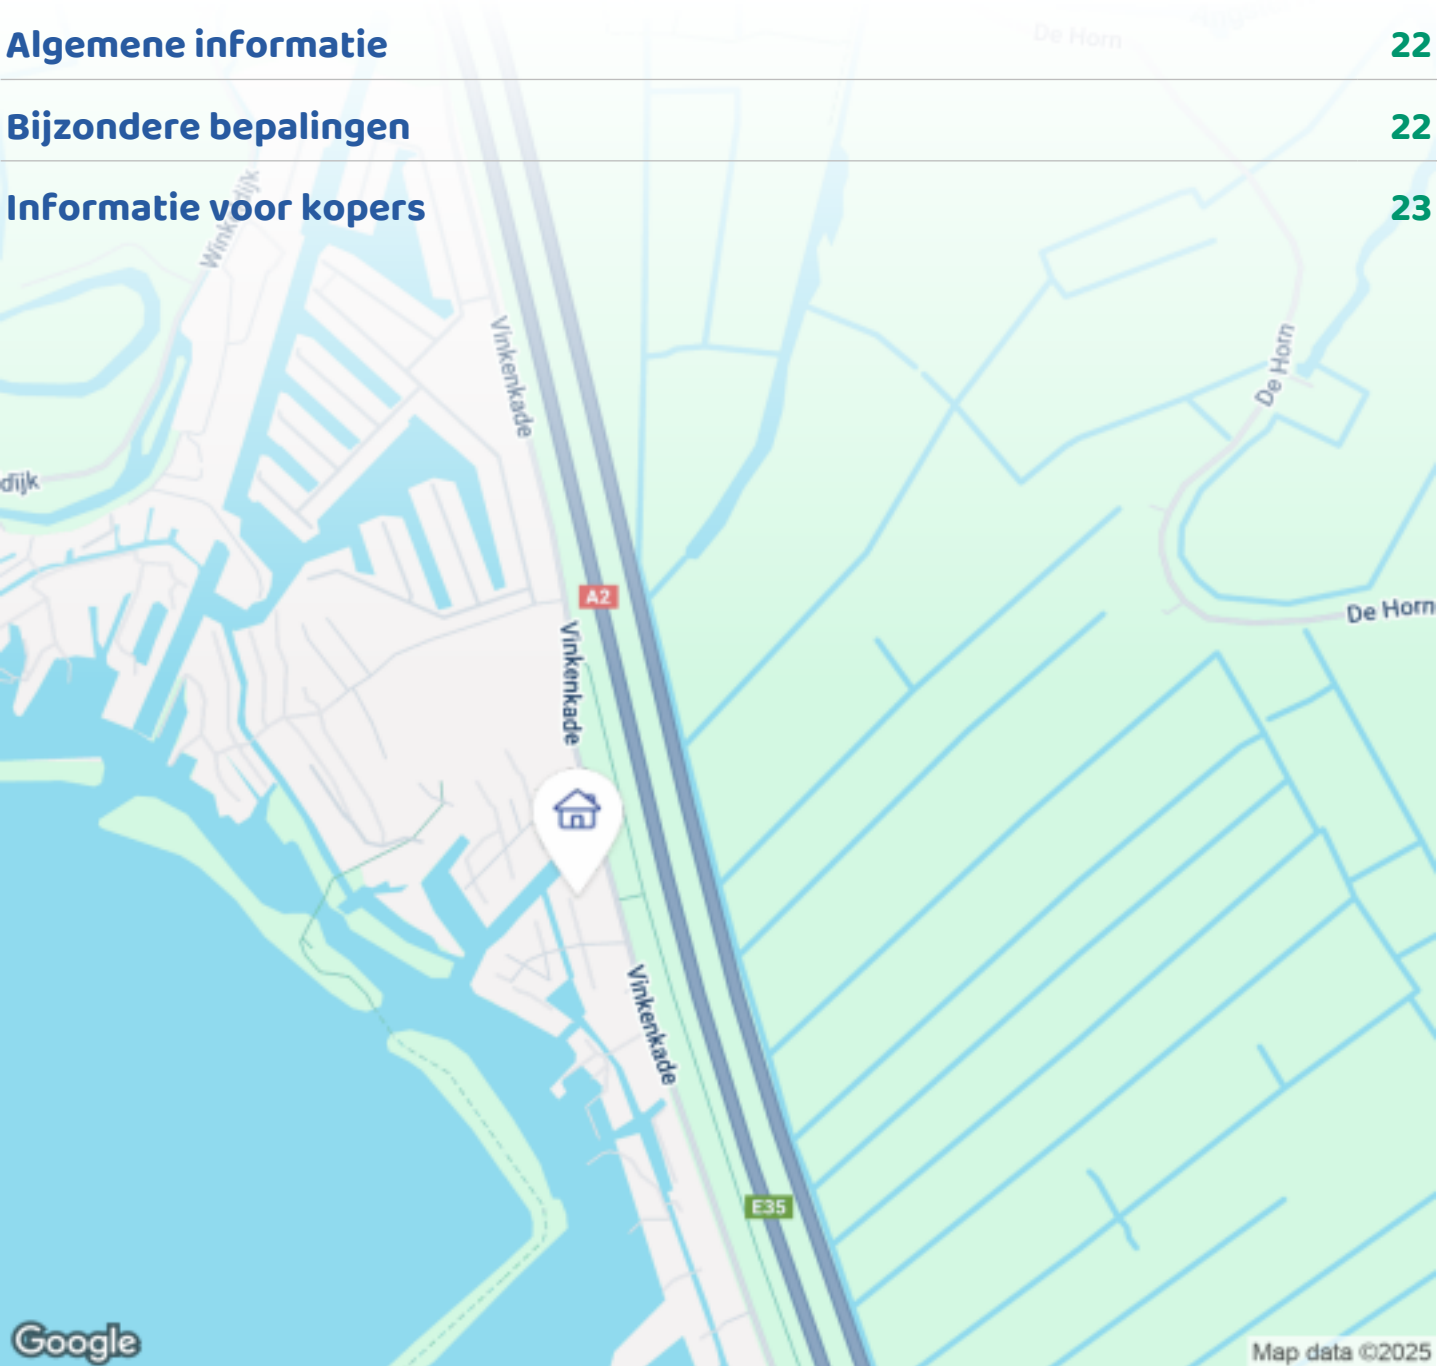 Algemene informatie 22
Bijzondere bepalingen 22
Informatie voor kopers 23
De Horn
Winkeldijk
Vinkenkade
De Horn
dijk
A2
De Horn
Vinkenkade
Vinkenkade
E35
Google
Map data ©2025